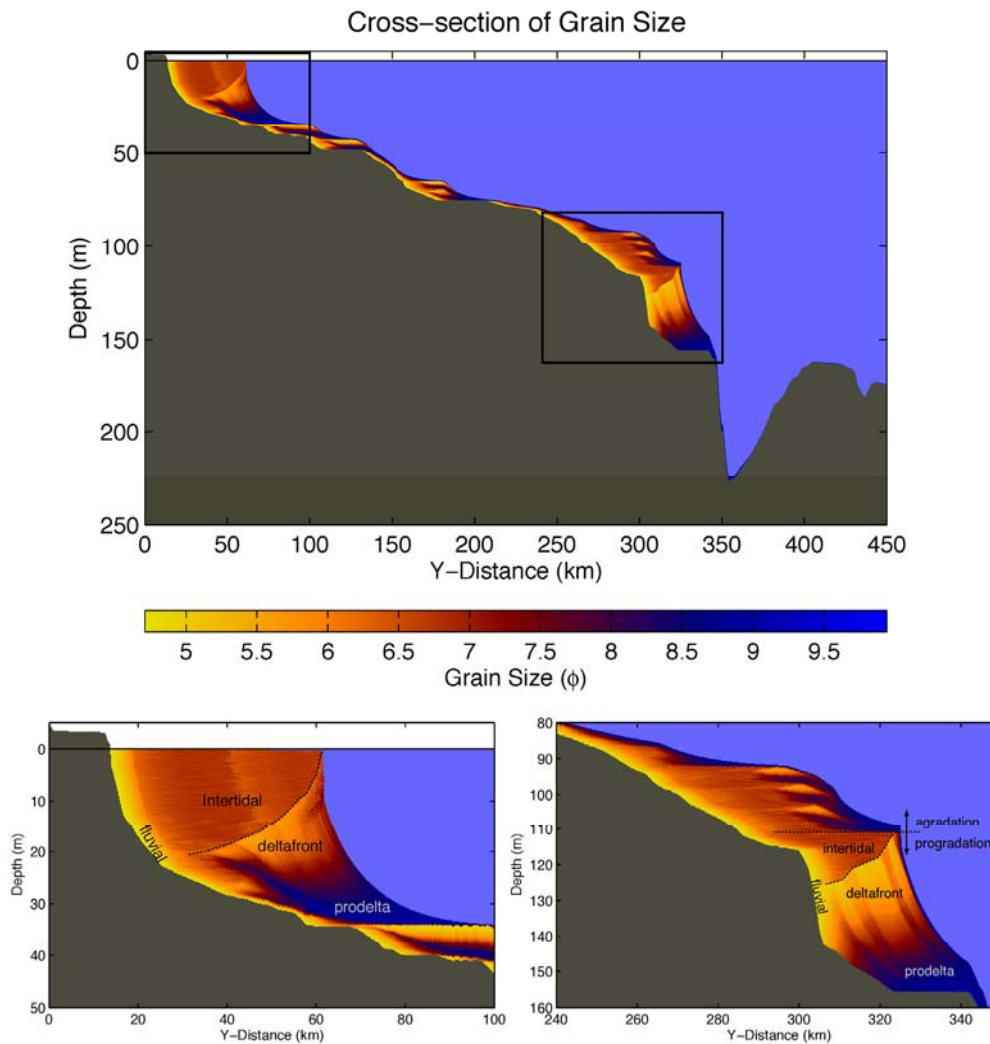 Cross-section of Grain Size
Depth (m)
0
50
100
150
200
250
0 50 100 150 200 250 300 350 400 450
Y-Distance (km)
5 5.5 6 6.5 7 7.5 8 8.5 9 9.5
Grain Size (ϕ)
Depth (m)
0
10
20
30
40
50
Intertidal
fluvial
deltafront
prodelta
0 20 40 60 80 100
Y-Distance (km)
Depth (m)
80
90
100
110
120
130
140
150
160
agradation
progradation
intertidal
fluvial
deltafront
prodelta
240 260 280 300 320 340
Y-Distance (km)